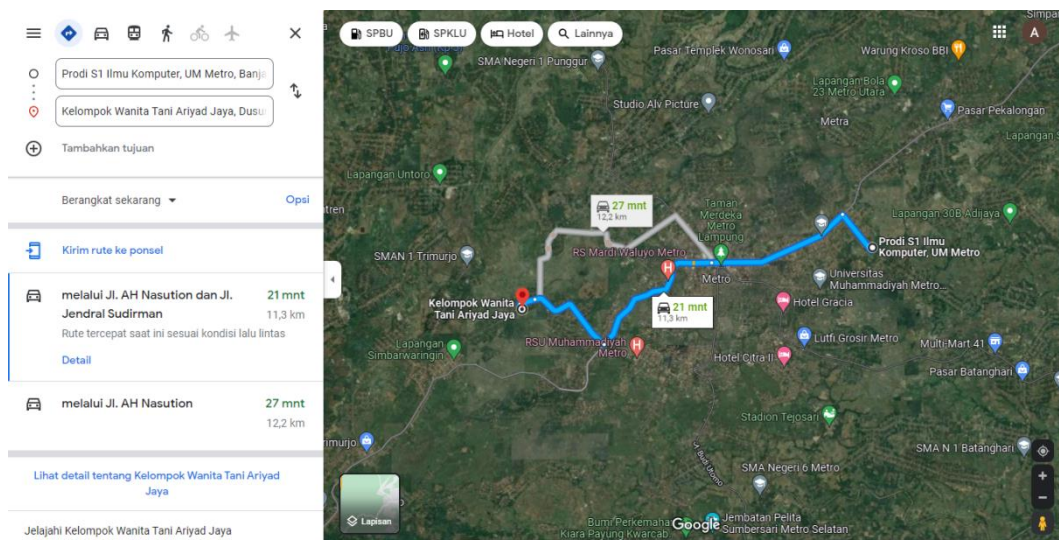 Prodi S1 Ilmu Komputer, UM Metro, Banje
Kelompok Wanita Tani Ariyad Jaya, Dusu
Tambahkan tujuan
Berangkat sekarang
Opsi
Kirim rute ke ponsel
melalui Jl. AH Nasution dan Jl.
Jendral Sudirman
21 mnt
11,3 km
Rute tercepat saat ini sesuai kondisi lalu lintas
Detail
melalui Jl. AH Nasution
27 mnt
12,2 km
Lihat detail tentang Kelompok Wanita Tani Ariyad
Jaya
Jelajahi Kelompok Wanita Tani Ariyad Jaya
SPBU
SPKLU
Hotel
Lainnya
A
SMA Negeri 1 Punggur
Pasar Templek Wonosari
Warung Kroso BBI
Lapangan Bola
23 Metro Utara
Studio Alv Picture
Metra
Pasar Pekalongan
Lapangan
Lapangan Untoro
27 mnt
12,2 km
Taman
Merdeka
Metro
Lampung
Lapangan 30B Adijaya
SMAN 1 Trimurjo
RS Mardi Waluyo Metro
Prodi S1 Ilmu
Komputer, UM Metro
Metro
Universitas
Muhammadiyah Metro...
Kelompok Wanita
Tani Ariyad Jaya
21 mnt
11,3 km
Hotel Gracia
Lapangan
Simbarwaringin
RSU Muhammadiyah
Metro
Lutfi Grosir Metro
Multi-Mart 41
Hotel Citra II
Pasar Batanghari
Stadion Tejosari
SMA N 1 Batanghari
SMA Negeri 6 Metro
Lapisan
Bumi Perkemaha
Kiara Payung Kwarcab
Google
Jembatan Pelita
Sumbersari Metro Selatan